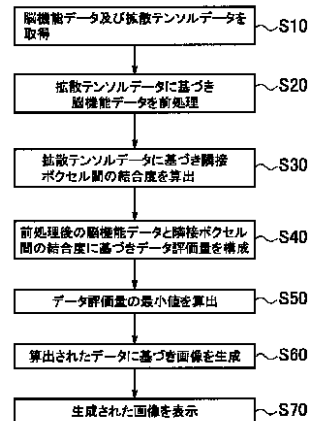 脳機能データ及び拡散テンソルデータを
取得
S10
拡散テンソルデータに基づき
脳機能データを前処理
S20
拡散テンソルデータに基づき隣接
ボクセル間の結合度を算出
S30
前処理後の脳機能データと隣接ボクセル
間の結合度に基づきデータ評価量を構成
S40
データ評価量の最小値を算出
S50
算出されたデータに基づき画像を生成
S60
生成された画像を表示
S70